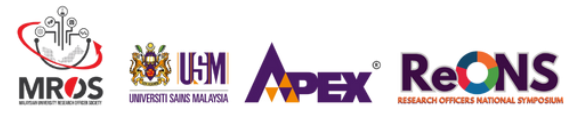 MROS
MALAYSIAN UNIVERSITY RESEARCH OFFICER SOCIETY
USM
UNIVERSITI SAINS MALAYSIA
APEX®
ReONS
RESEARCH OFFICERS NATIONAL SYMPOSIUM